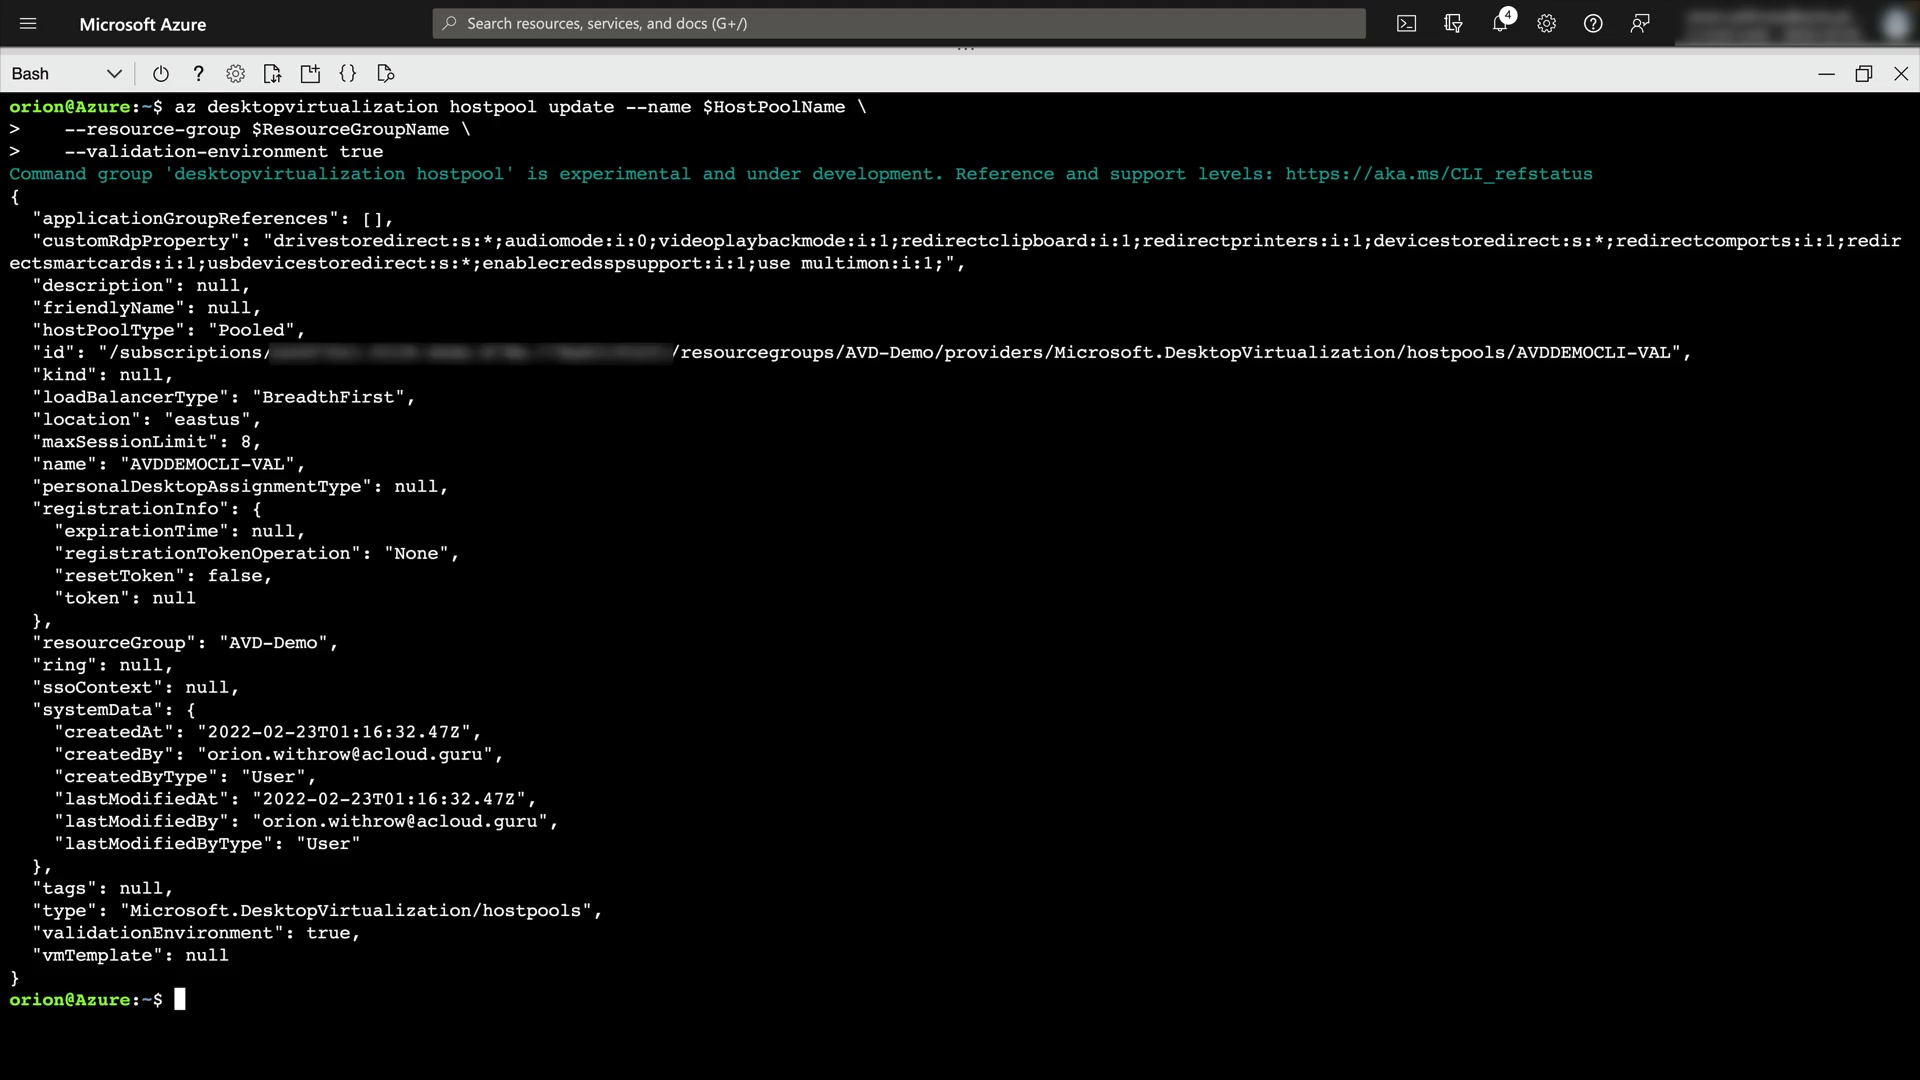 Microsoft Azure
Search resources, services, and docs (G+/)
4
Bash
orion@Azure:~$ az desktopvirtualization hostpool update --name $HostPoolName \
>    --resource-group $ResourceGroupName \
>    --validation-environment true
Command group 'desktopvirtualization hostpool' is experimental and under development. Reference and support levels: https://aka.ms/CLI_refstatus
{
  "applicationGroupReferences": [],
  "customRdpProperty": "drivestoredirect:s:*;audiomode:i:0;videoplaybackmode:i:1;redirectclipboard:i:1;redirectprinters:i:1;devicestoredirect:s:*;redirectcomports:i:1;redir
ectsmartcards:i:1;usbdevicestoredirect:s:*;enablecredsspsupport:i:1;use multimon:i:1;",
  "description": null,
  "friendlyName": null,
  "hostPoolType": "Pooled",
  "id": "/subscriptions/ /resourcegroups/AVD-Demo/providers/Microsoft.DesktopVirtualization/hostpools/AVDDEMOCLI-VAL",
  "kind": null,
  "loadBalancerType": "BreadthFirst",
  "location": "eastus",
  "maxSessionLimit": 8,
  "name": "AVDDEMOCLI-VAL",
  "personalDesktopAssignmentType": null,
  "registrationInfo": {
    "expirationTime": null,
    "registrationTokenOperation": "None",
    "resetToken": false,
    "token": null
  },
  "resourceGroup": "AVD-Demo",
  "ring": null,
  "ssoContext": null,
  "systemData": {
    "createdAt": "2022-02-23T01:16:32.47Z",
    "createdBy": "orion.withrow@acloud.guru",
    "createdByType": "User",
    "lastModifiedAt": "2022-02-23T01:16:32.47Z",
    "lastModifiedBy": "orion.withrow@acloud.guru",
    "lastModifiedByType": "User"
  },
  "tags": null,
  "type": "Microsoft.DesktopVirtualization/hostpools",
  "validationEnvironment": true,
  "vmTemplate": null
}
orion@Azure:~$